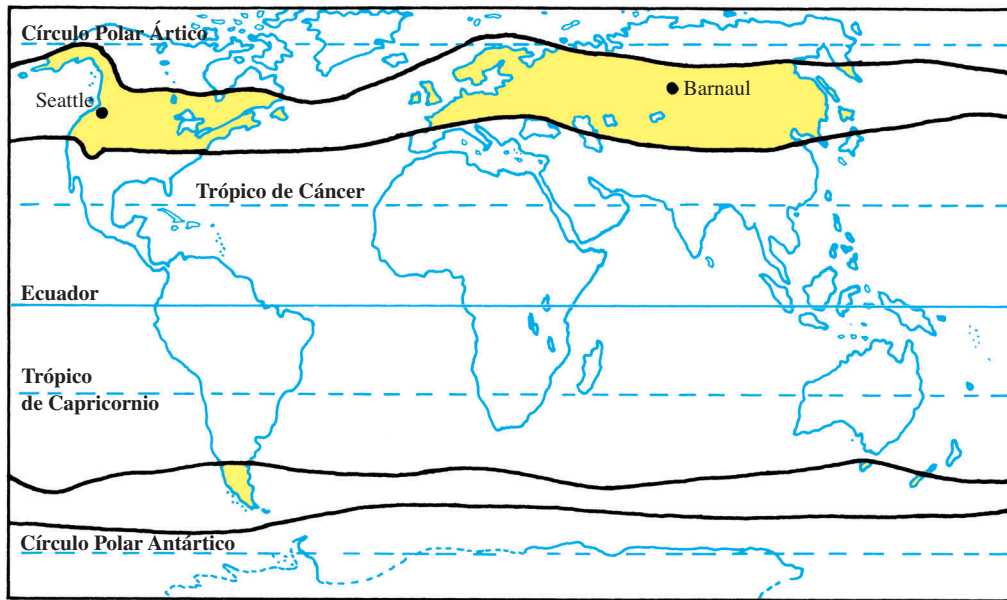 Círculo Polar Ártico
Seattle
Barnaul
Trópico de Cáncer
Ecuador
Trópico
de Capricornio
Círculo Polar Antártico